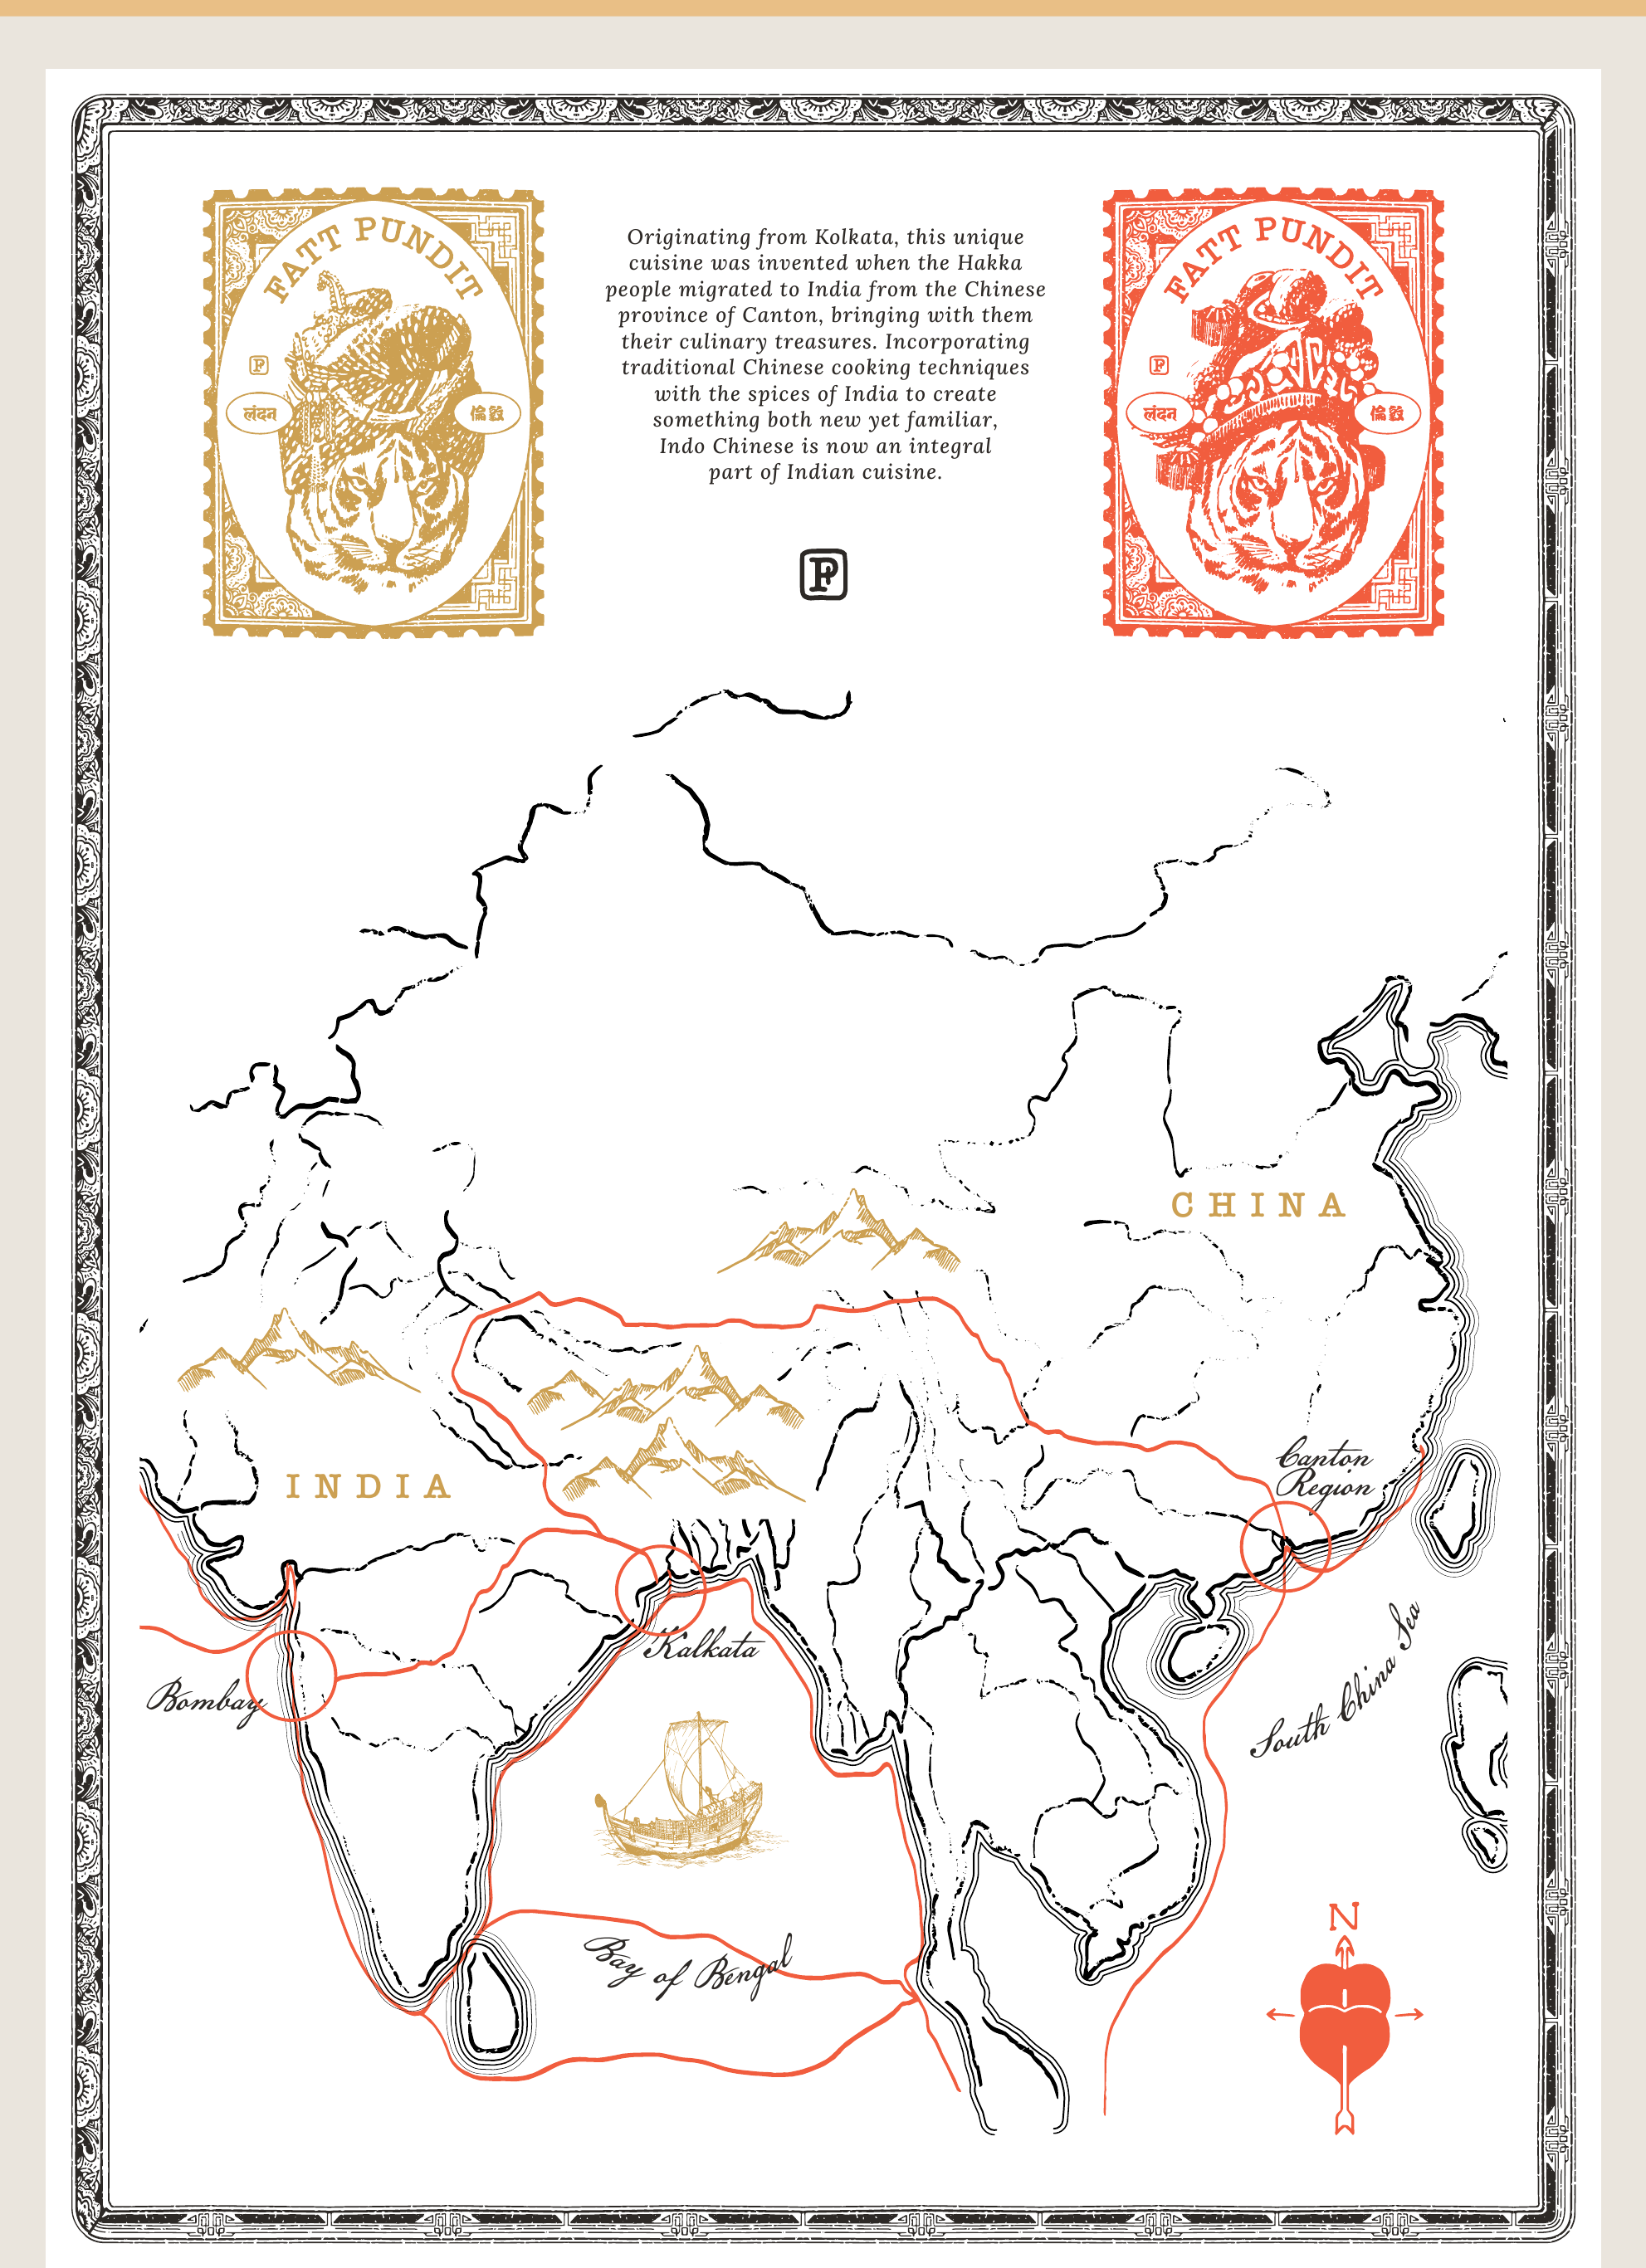 FATT PUNDIT
लंदन
倫敦
Originating from Kolkata, this unique
cuisine was invented when the Hakka
people migrated to India from the Chinese
province of Canton, bringing with them
their culinary treasures. Incorporating
traditional Chinese cooking techniques
with the spices of India to create
something both new yet familiar,
Indo Chinese is now an integral
part of Indian cuisine.
FATT PUNDIT
लंदन
倫敦
CHINA
INDIA
Canton
Region
Kalkata
Bombay
South China Sea
Bay of Bengal
N